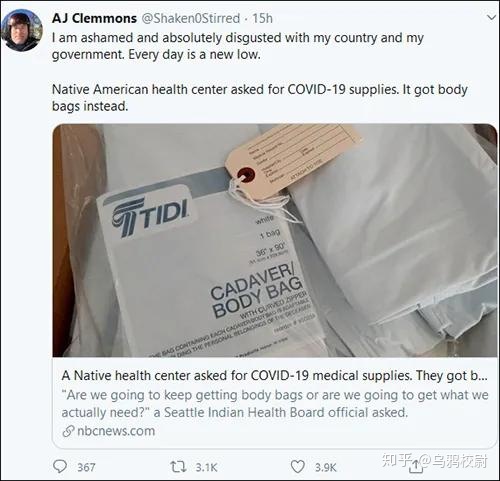 AJ Clemmons @Shaken0Stirred · 15h
I am ashamed and absolutely disgusted with my country and my
government. Every day is a new low.
Native American health center asked for COVID-19 supplies. It got body
bags instead.
TIDI
white
1 bag
36" x 90"
CADAVER/
BODY BAG
WITH CURVED ZIPPER
ATTACH TO TOE
A Native health center asked for COVID-19 medical supplies. They got b...
"Are we going to keep getting body bags or are we going to get what we
actually need?" a Seattle Indian Health Board official asked.
nbcnews.com
367
3.1K
3.9K
知乎 @乌鸦校尉